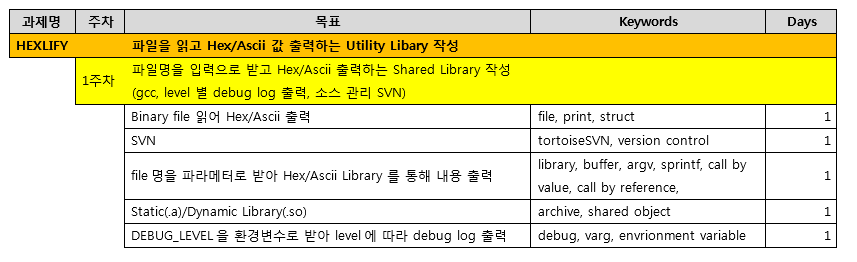 과제명 주차 목표 Keywords Days
HEXLIFY 파일을 읽고 Hex/Ascii 값 출력하는 Utility Libary 작성
1주차 파일명을 입력으로 받고 Hex/Ascii 출력하는 Shared Library 작성
(gcc, level 별 debug log 출력, 소스 관리 SVN)
Binary file 읽어 Hex/Ascii 출력 file, print, struct 1
SVN tortoiseSVN, version control 1
file 명을 파라메터로 받아 Hex/Ascii Library 를 통해 내용 출력 library, buffer, argv, sprintf, call by
value, call by reference, 1
Static(.a)/Dynamic Library(.so) archive, shared object 1
DEBUG_LEVEL 을 환경변수로 받아 level 에 따라 debug log 출력 debug, varg, envrionment variable 1